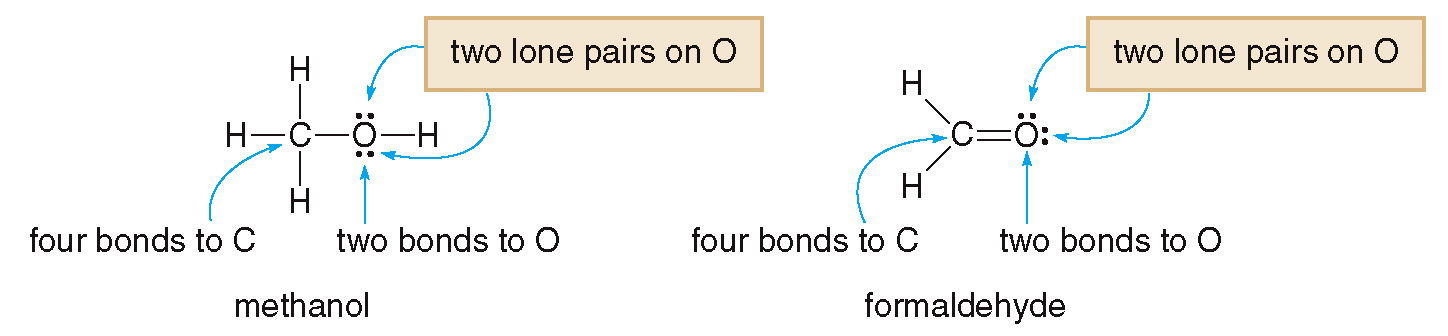 two lone pairs on O
H
H—C—O—H
H
four bonds to C
two bonds to O
methanol
two lone pairs on O
H
C=O:
H
four bonds to C
two bonds to O
formaldehyde